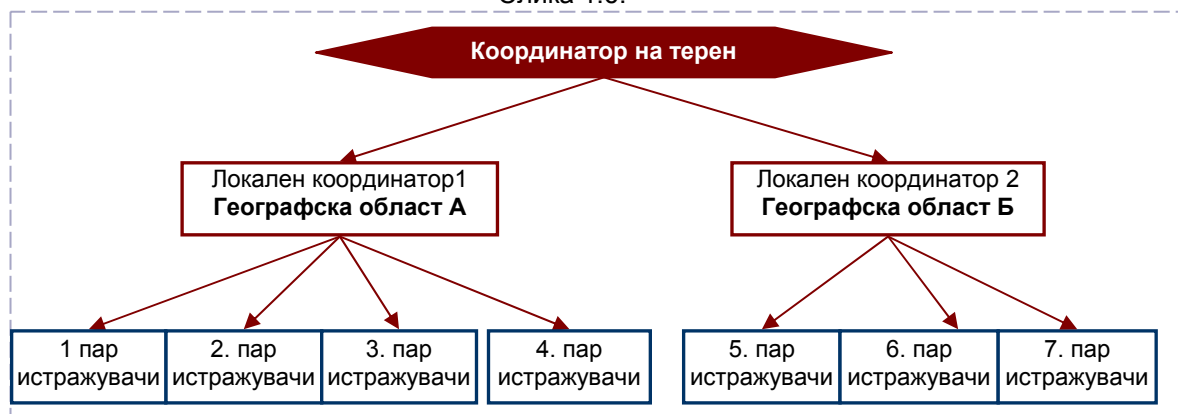 Координатор на терен
Локален координатор1
Географска област А
Локален координатор 2
Географска област Б
1 пар
истражувачи
2. пар
истражувачи
3. пар
истражувачи
4. пар
истражувачи
5. пар
истражувачи
6. пар
истражувачи
7. пар
истражувачи